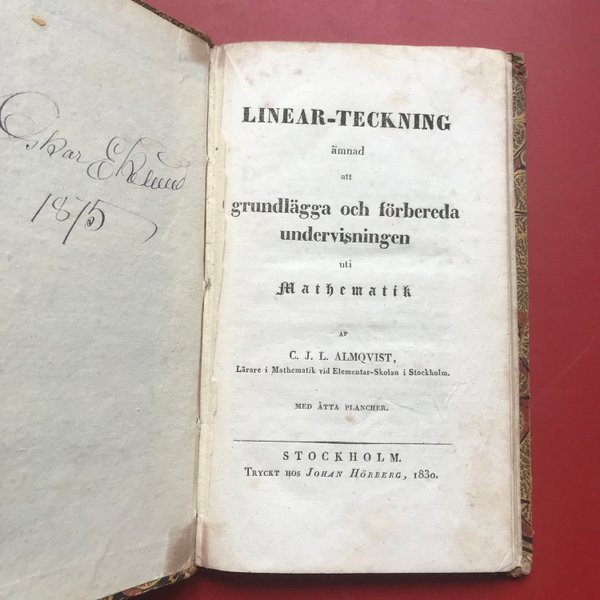 Oskar Eklund
1875
LINEAR-TECKNING
ämnad
att
grundlägga och förbereda
undervisningen
uti
Mathematik
AF
C. J. L. ALMQVIST,
Lärare i Mathematik vid Elementar-Skolan i Stockholm.
MED ÅTTA PLANCHER.
STOCKHOLM.
TRYCKT HOS JOHAN HÖRBERG, 1830.